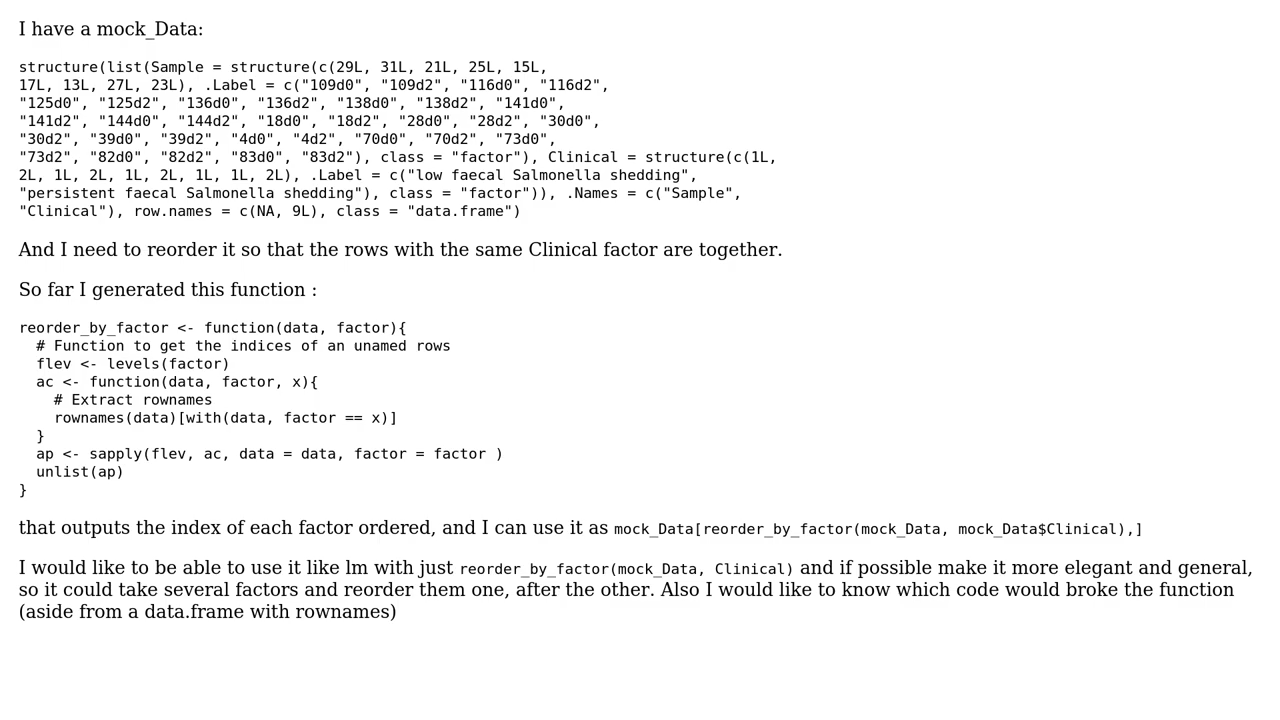 I have a mock_Data:
structure(list(Sample = structure(c(29L, 31L, 21L, 25L, 15L,
17L, 13L, 27L, 23L), .Label = c("109d0", "109d2", "116d0", "116d2",
"125d0", "125d2", "136d0", "136d2", "138d0", "138d2", "141d0",
"141d2", "144d0", "144d2", "18d0", "18d2", "28d0", "28d2", "30d0",
"30d2", "39d0", "39d2", "4d0", "4d2", "70d0", "70d2", "73d0",
"73d2", "82d0", "82d2", "83d0", "83d2"), class = "factor"), Clinical = structure(c(1L,
2L, 1L, 2L, 1L, 2L, 1L, 1L, 2L), .Label = c("low faecal Salmonella shedding",
"persistent faecal Salmonella shedding"), class = "factor")), .Names = c("Sample",
"Clinical"), row.names = c(NA, 9L), class = "data.frame")
And I need to reorder it so that the rows with the same Clinical factor are together.
So far I generated this function :
reorder_by_factor <- function(data, factor){
  # Function to get the indices of an unamed rows
  flev <- levels(factor)
  ac <- function(data, factor, x){
    # Extract rownames
    rownames(data)[with(data, factor == x)]
  }
  ap <- sapply(flev, ac, data = data, factor = factor )
  unlist(ap)
}
that outputs the index of each factor ordered, and I can use it as mock_Data[reorder_by_factor(mock_Data, mock_Data$Clinical),]
I would like to be able to use it like lm with just reorder_by_factor(mock_Data, Clinical) and if possible make it more elegant and general,
so it could take several factors and reorder them one, after the other. Also I would like to know which code would broke the function
(aside from a data.frame with rownames)